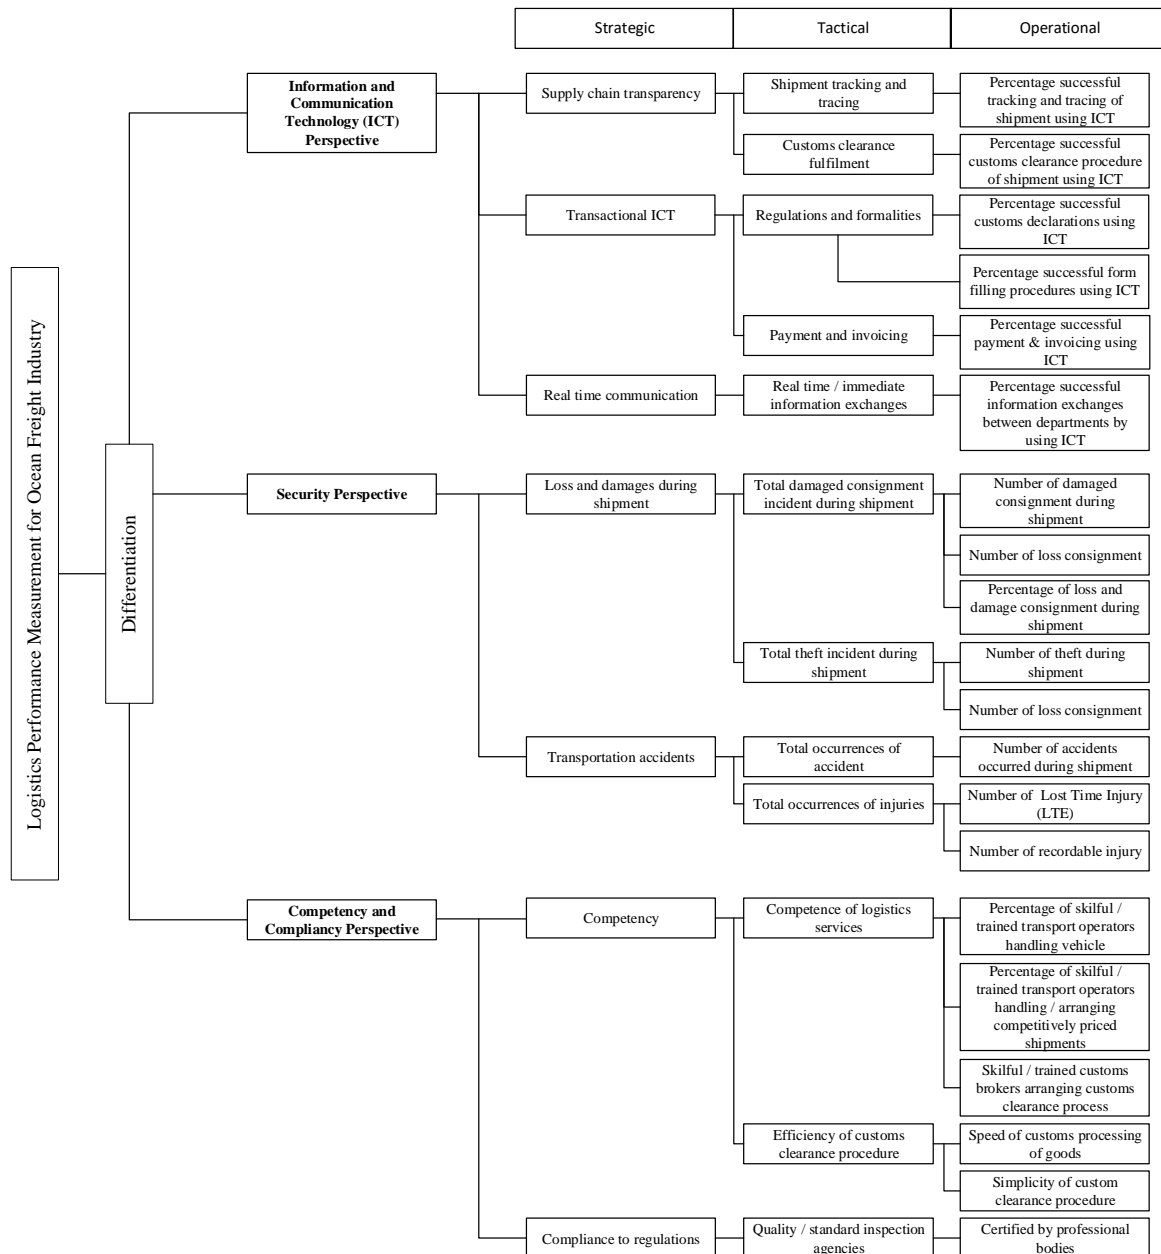 Strategic
Tactical
Operational
Logistics Performance Measurement for Ocean Freight Industry
Differentiation
Information and
Communication
Technology (ICT)
Perspective
Supply chain transparency
Shipment tracking and
tracing
Percentage successful
tracking and tracing of
shipment using ICT
Customs clearance
fulfilment
Percentage successful
customs clearance procedure
of shipment using ICT
Transactional ICT
Regulations and formalities
Percentage successful
customs declarations using
ICT
Percentage successful form
filling procedures using ICT
Payment and invoicing
Percentage successful
payment & invoicing using
ICT
Real time communication
Real time / immediate
information exchanges
Percentage successful
information exchanges
between departments by
using ICT
Security Perspective
Loss and damages during
shipment
Total damaged consignment
incident during shipment
Number of damaged
consignment during
shipment
Number of loss consignment
Percentage of loss and
damage consignment during
shipment
Total theft incident during
shipment
Number of theft during
shipment
Number of loss consignment
Transportation accidents
Total occurrences of
accident
Number of accidents
occurred during shipment
Total occurrences of injuries
Number of Lost Time Injury
(LTE)
Number of recordable injury
Competency and
Compliancy Perspective
Competency
Competence of logistics
services
Percentage of skilful /
trained transport operators
handling vehicle
Percentage of skilful /
trained transport operators
handling / arranging
competitively priced
shipments
Skilful / trained customs
brokers arranging customs
clearance process
Efficiency of customs
clearance procedure
Speed of customs processing
of goods
Simplicity of custom
clearance procedure
Compliance to regulations
Quality / standard inspection
agencies
Certified by professional
bodies